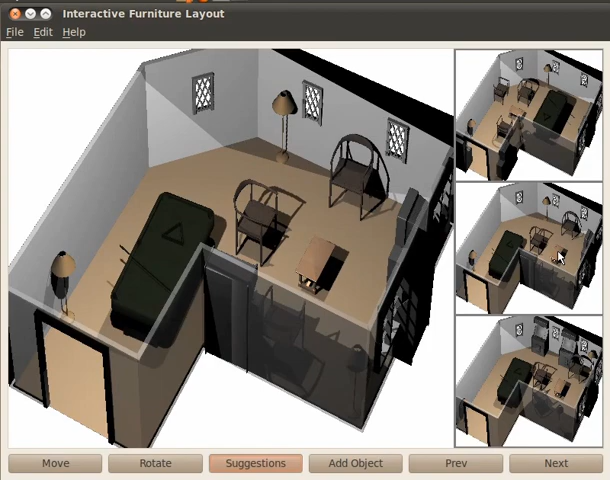 Interactive Furniture Layout
File Edit Help
Move Rotate Suggestions Add Object Prev Next